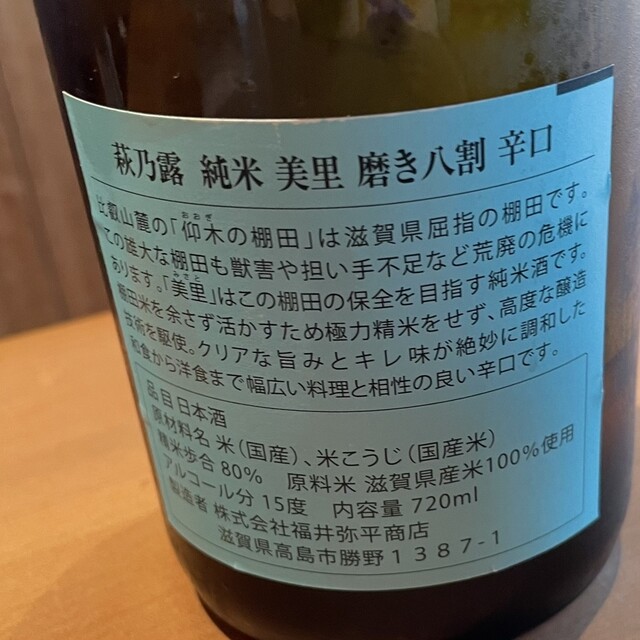 萩乃露 純米 美里 磨き八割 辛口
比叡山麓の「仰木の棚田」は滋賀県屈指の棚田です。
この雄大な棚田も獣害や担い手不足など荒廃の危機に
あります。「美里」はこの棚田の保全を目指す純米酒です。
棚田米を余さず活かすため極力精米をせず、高度な醸造
技術を駆使。クリアな旨みとキレ味が絶妙に調和した
和食から洋食まで幅広い料理と相性の良い辛口です。
品目 日本酒
原材料名 米（国産）、米こうじ（国産米）
精米歩合 80％ 原料米 滋賀県産米100％使用
アルコール分 15度 内容量 720ml
製造者 株式会社福井弥平商店
滋賀県高島市勝野１３８７-１